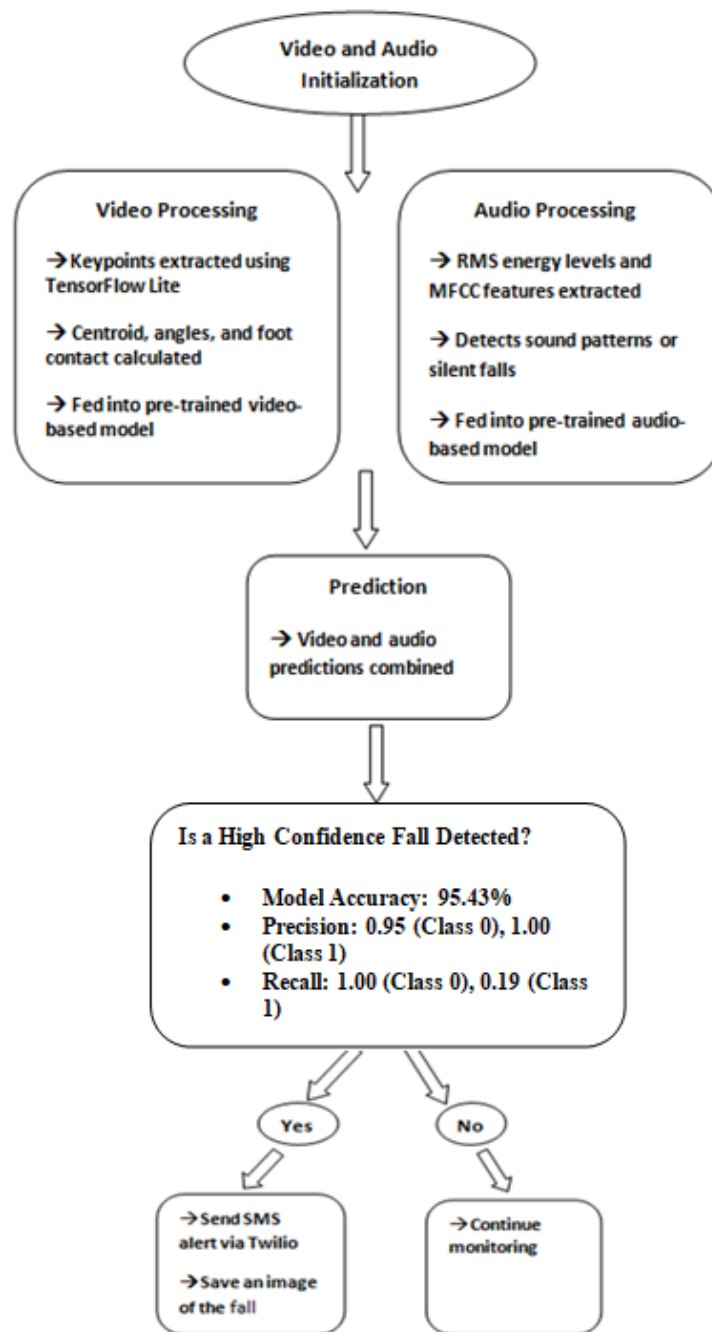 Video and Audio
Initialization
Video Processing
→Keypoints extracted using
TensorFlow Lite
→ Centroid, angles, and foot
contact calculated
→ Fed into pre-trained video-
based model
Audio Processing
→ RMS energy levels and
MFCC features extracted
→ Detects sound patterns or
silent falls
→ Fed into pre-trained audio-
based model
Prediction
→ Video and audio
predictions combined
Is a High Confidence Fall Detected?
• Model Accuracy: 95.43%
• Precision: 0.95 (Class 0), 1.00
(Class 1)
• Recall: 1.00 (Class 0), 0.19 (Class
1)
Yes
No
→Send SMS
alert via Twilio
→Save an image
of the fall
→Continue
monitoring